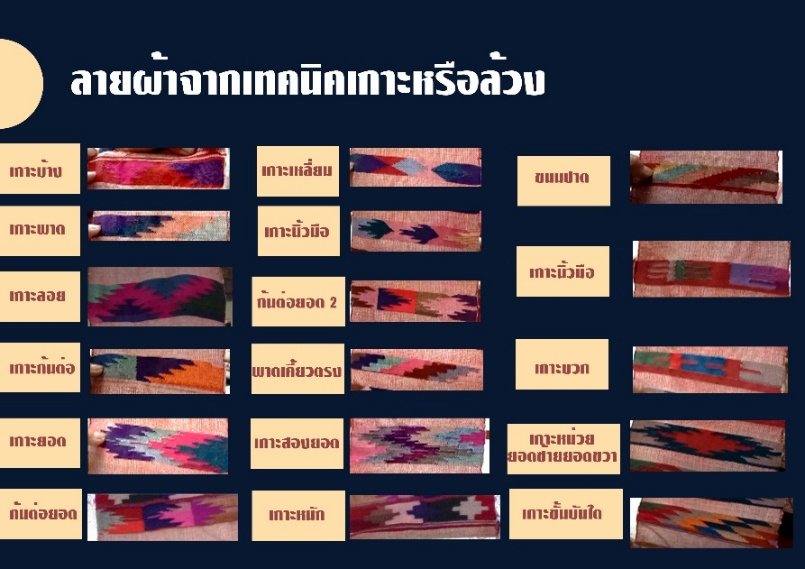 ลายผ้าจากเทคนิคเกาะหรือล้วง
เกาะบ้าง
เกาะพาด
เกาะลอย
เกาะก้นต่อ
เกาะยอด
ก้นต่อยอด
เกาะเหลี่ยม
เกาะนิ้วมือ
ก้นต่อยอด 2
พาดเกี้ยวตรง
เกาะสองยอด
เกาะหมัก
ขนมปาด
เกาะนิ้วมือ
เกาะบวก
เกาะหน่วย
ยอดซ้ายยอดขวา
เกาะขั้นบันใด